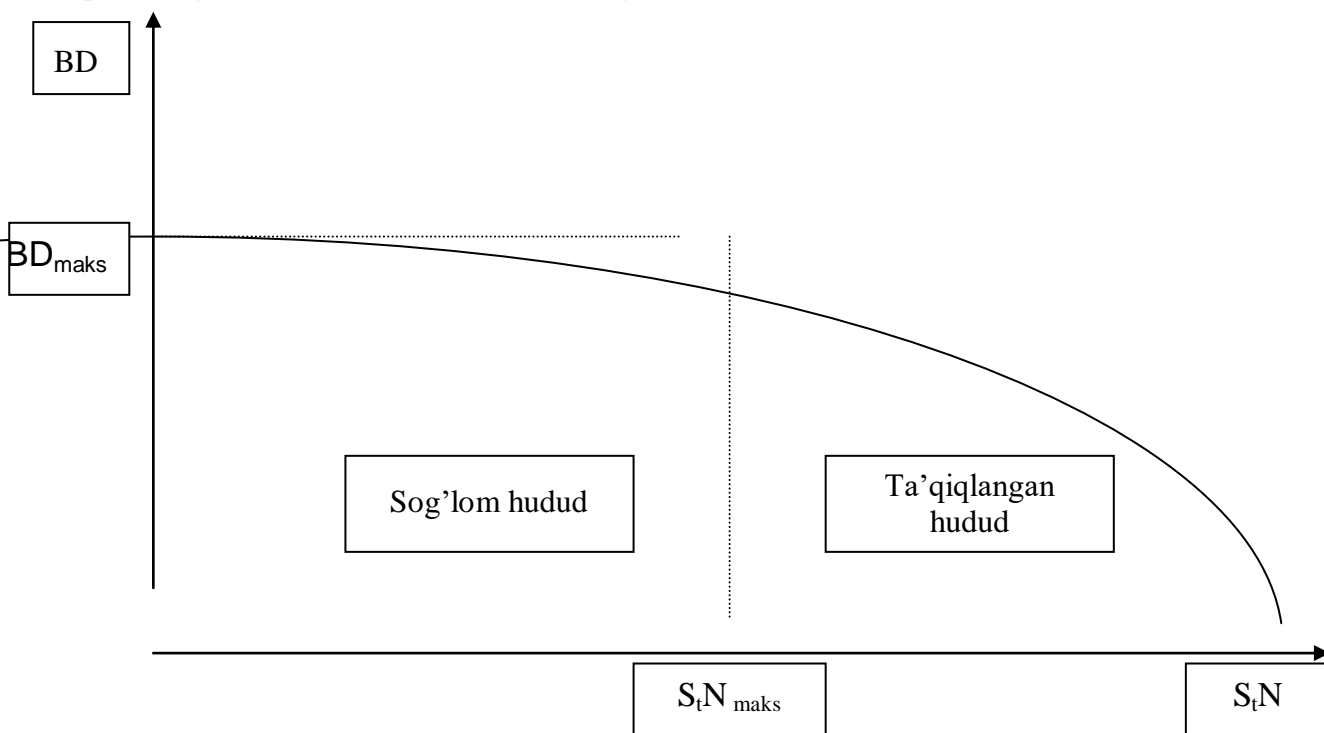 BD
BDmaks
Sog’lom hudud
Ta’qiqlangan
hudud
StN maks
StN